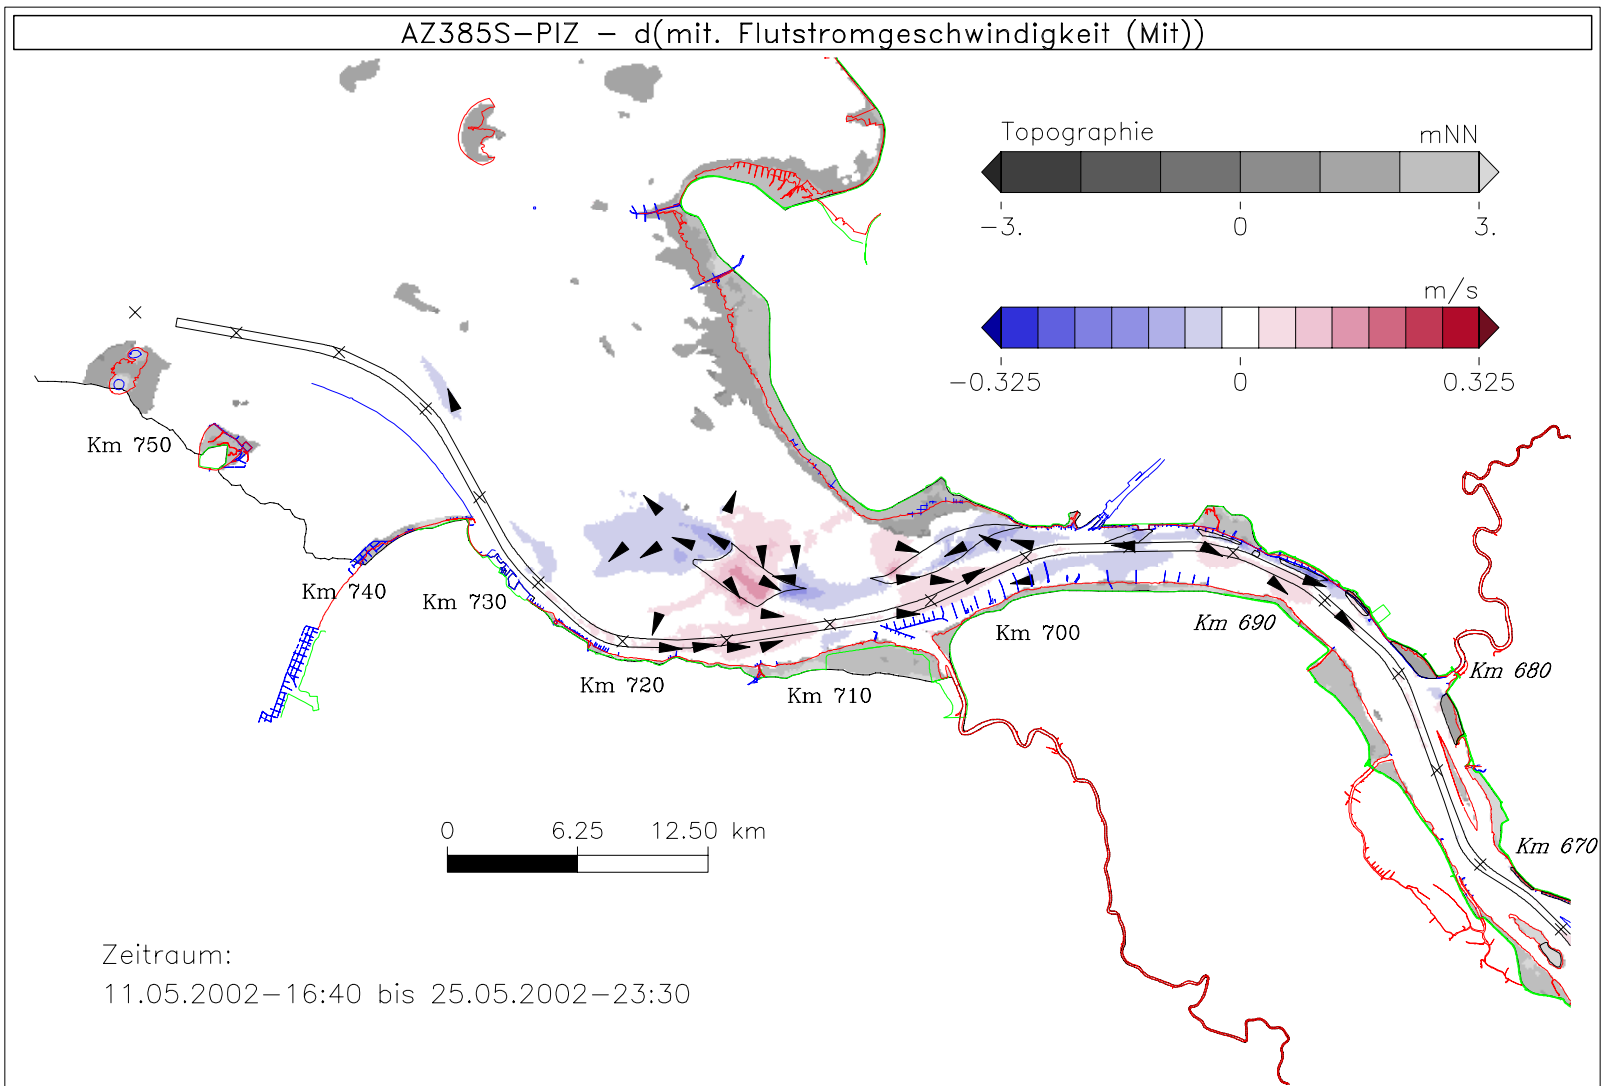 AZ385S-PIZ - d(mit. Flutstromgeschwindigkeit (Mit))
Topographie mNN
-3. 0 3.
m/s
-0.325 0 0.325
Km 750
Km 740
Km 730
Km 720
Km 710
Km 700
Km 690
Km 680
Km 670
0 6.25 12.50 km
Zeitraum:
11.05.2002-16:40 bis 25.05.2002-23:30